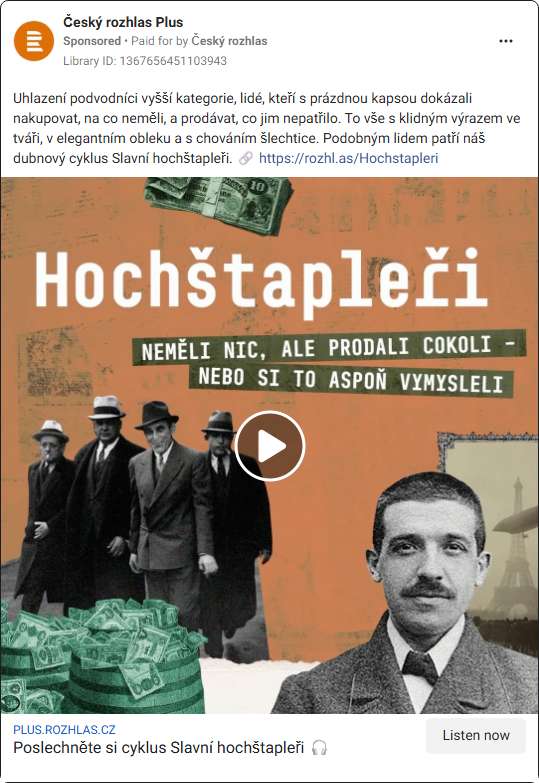 Český rozhlas Plus
Sponsored • Paid for by Český rozhlas
Library ID: 1367656451103943
Uhlazení podvodníci vyšší kategorie, lidé, kteří s prázdnou kapsou dokázali
nakupovat, na co neměli, a prodávat, co jim nepatřilo. To vše s klidným výrazem ve
tváři, v elegantním obleku a s chováním šlechtice. Podobným lidem patří náš
dubnový cyklus Slavní hochštapleři. 🔗 https://rozhl.as/Hochstapleri
10
Hochštapleři
NEMĚLI NIC, ALE PRODALI COKOLI –
NEBO SI TO ASPOŇ VYMYSLELI
PLUS.ROZHLAS.CZ
Poslechněte si cyklus Slavní hochštapleři 🎧
Listen now